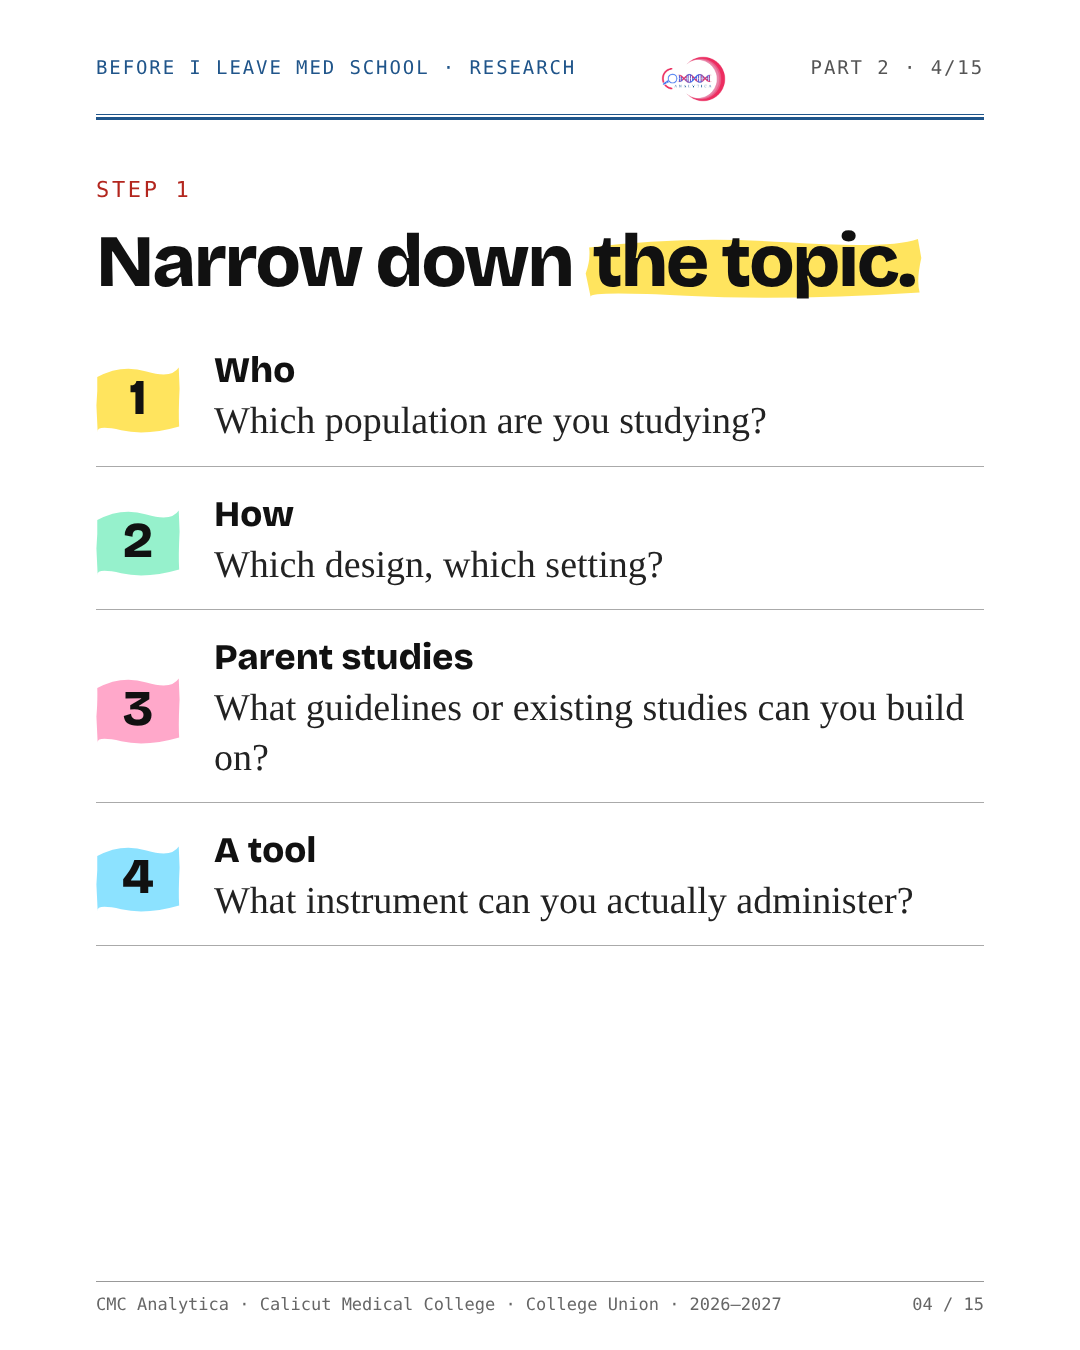 BEFORE I LEAVE MED SCHOOL · RESEARCH
ANALYTICA
PART 2 · 4/15
STEP 1
Narrow down the topic.
1
Who
Which population are you studying?
2
How
Which design, which setting?
3
Parent studies
What guidelines or existing studies can you build
on?
4
A tool
What instrument can you actually administer?
CMC Analytica · Calicut Medical College · College Union · 2026–2027
04 / 15